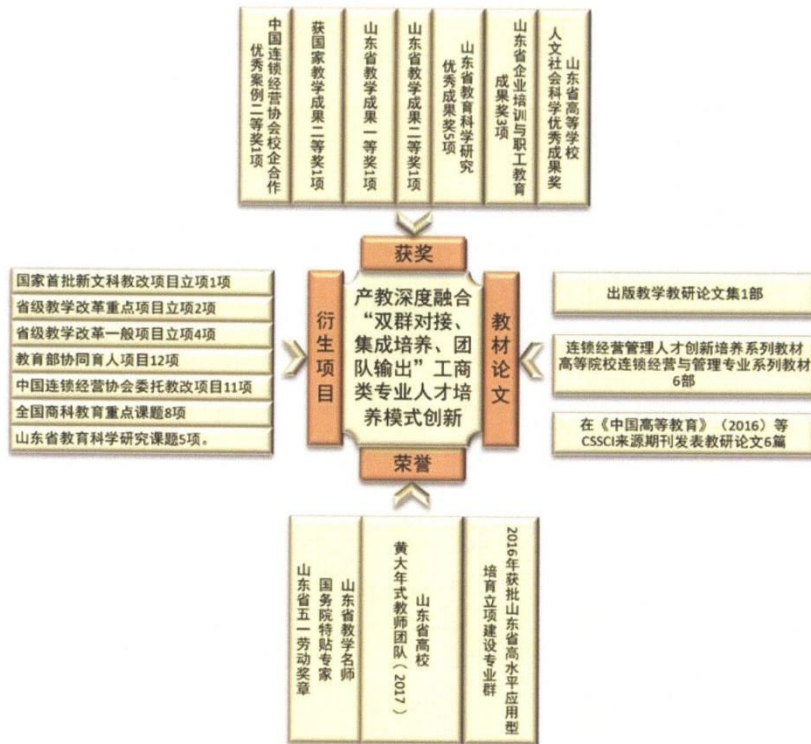 中国连锁经营协会校企合作
优秀案例二等奖1项
获国家教学成果二等奖1项
山东省教学成果一等奖1项
山东省教学成果二等奖1项
山东省教育科学研究
优秀成果奖5项
山东省企业培训与职工教育
成果奖3项
山东省高等学校
人文社会科学优秀成果奖
获奖
国家首批新文科教改项目立项1项
省级教学改革重点项目立项2项
省级教学改革一般项目立项4项
教育部协同育人项目12项
中国连锁经营协会委托教改项目11项
全国商科教育重点课题8项
山东省教育科学研究课题5项。
衍生项目
产教深度融合
“双群对接、
集成培养、团
队输出”工商
类专业人才培
养模式创新
教材论文
出版教学教研论文集1部
连锁经营管理人才创新培养系列教材
高等院校连锁经营与管理专业系列教材
6部
在《中国高等教育》（2016）等
CSSCI来源期刊发表教研论文6篇
荣誉
山东省教学名师
国务院特贴专家
山东省五一劳动奖章
山东省高校
黄大年式教师团队（2017）
2016年获批山东省高水平应用型
培育立项建设专业群